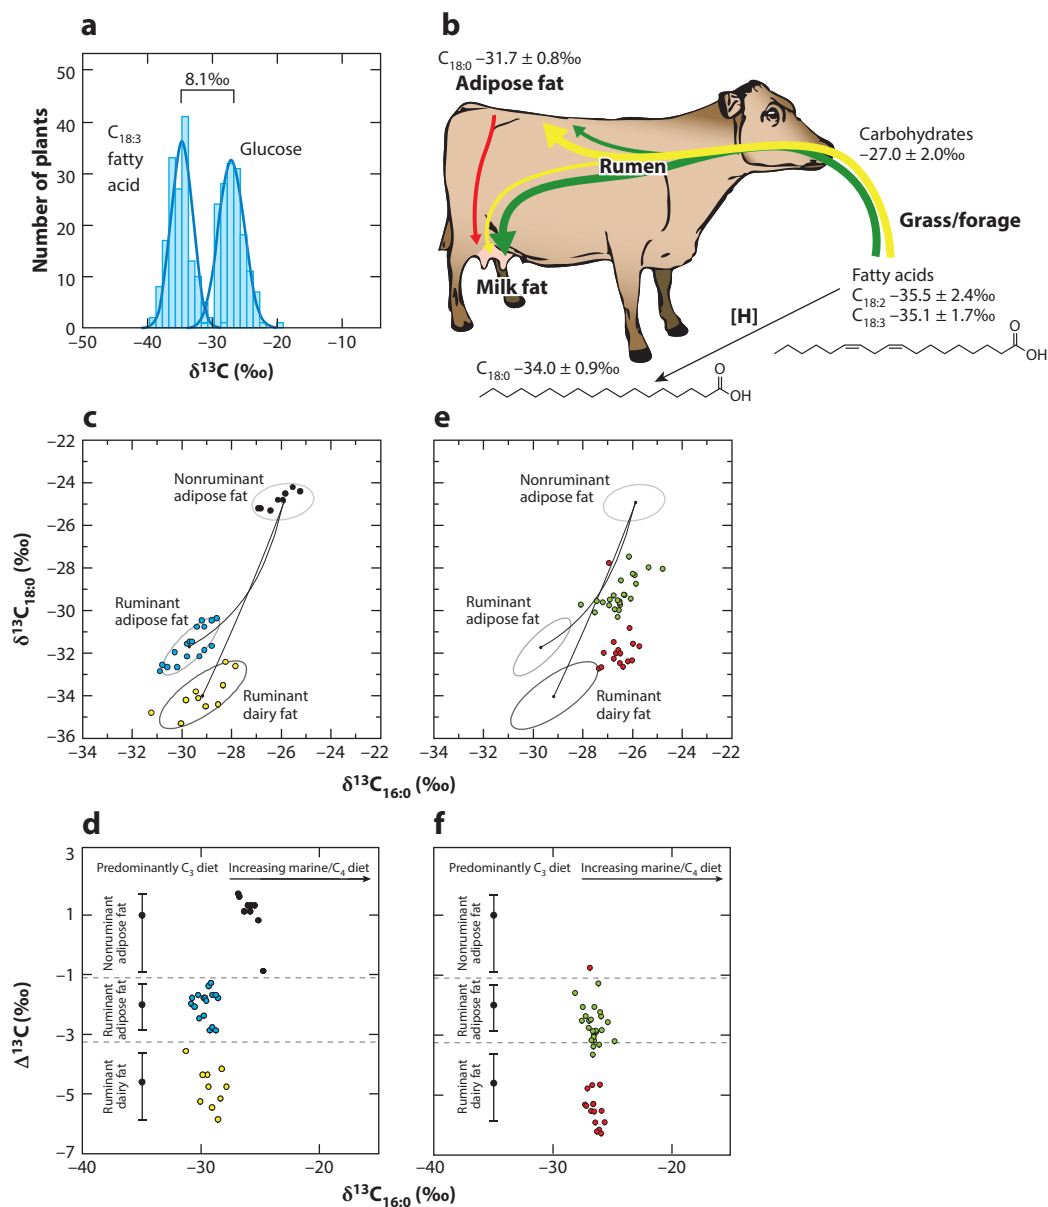 a
C18:3
fatty
acid
8.1‰
Glucose
Number of plants
50
40
30
20
10
0
−50 −40 −30 −20 −10
δ13C (‰)
b
C18:0 −31.7 ± 0.8‰
Adipose fat
Rumen
Milk fat
Carbohydrates
−27.0 ± 2.0‰
Grass/forage
Fatty acids
C18:2 −35.5 ± 2.4‰
C18:3 −35.1 ± 1.7‰
[H]
O
OH
C18:0 −34.0 ± 0.9‰
O
OH
c
−22
−24
−26
−28
−30
−32
−34
−36
δ13C18:0 (‰)
Nonruminant
adipose fat
Ruminant
adipose fat
Ruminant
dairy fat
−34 −32 −30 −28 −26 −24 −22
e
Nonruminant
adipose fat
Ruminant
adipose fat
Ruminant
dairy fat
−34 −32 −30 −28 −26 −24 −22
δ13C16:0 (‰)
d
3
1
−1
−3
−5
−7
Δ13C (‰)
Predominantly C3 diet
Increasing marine/C4 diet
Nonruminant
adipose fat
Ruminant
adipose fat
Ruminant
dairy fat
−40 −30 −20
f
Predominantly C3 diet
Increasing marine/C4 diet
Nonruminant
adipose fat
Ruminant
adipose fat
Ruminant
dairy fat
−40 −30 −20
δ13C16:0 (‰)